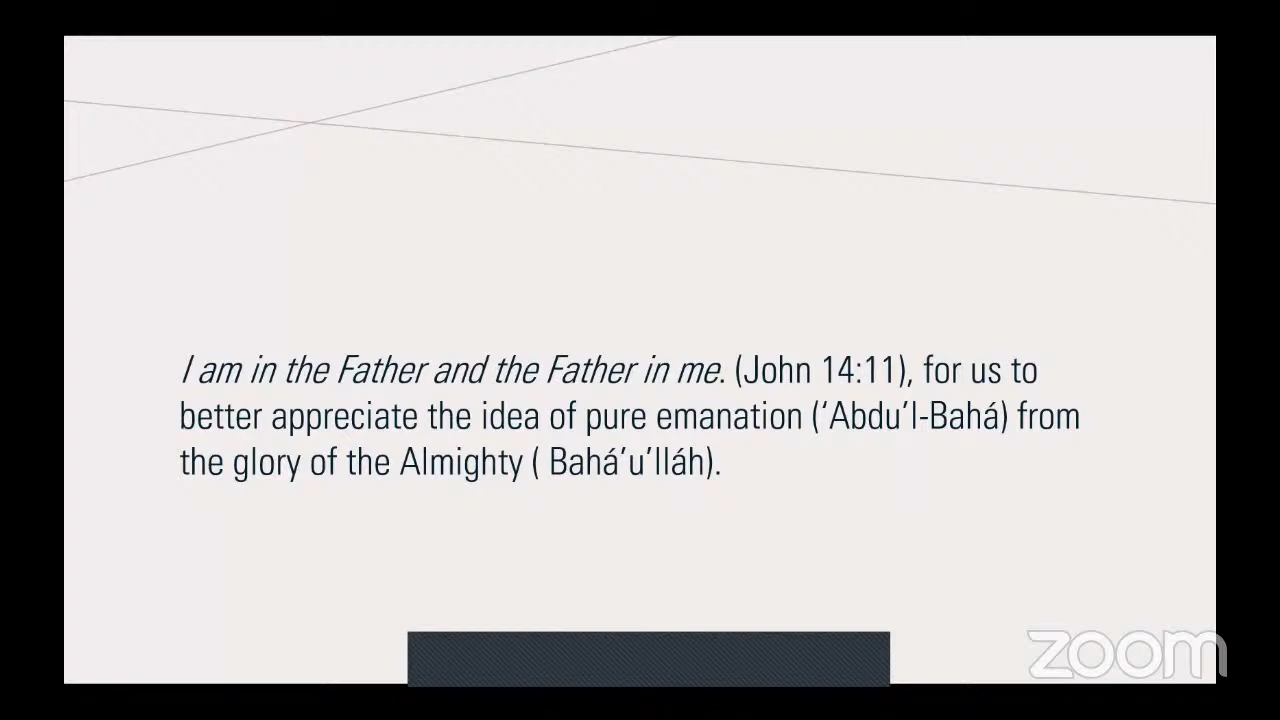 I am in the Father and the Father in me. (John 14:11), for us to
better appreciate the idea of pure emanation (‘Abdu’l-Bahá) from
the glory of the Almighty ( Bahá’u’lláh).
zoom